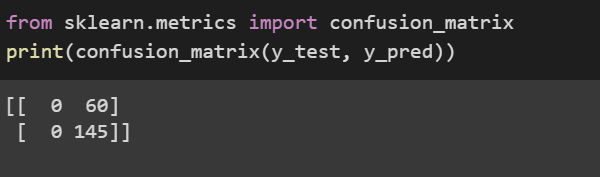 from sklearn.metrics import confusion_matrix
print(confusion_matrix(y_test, y_pred))
[[  0  60]
 [  0 145]]